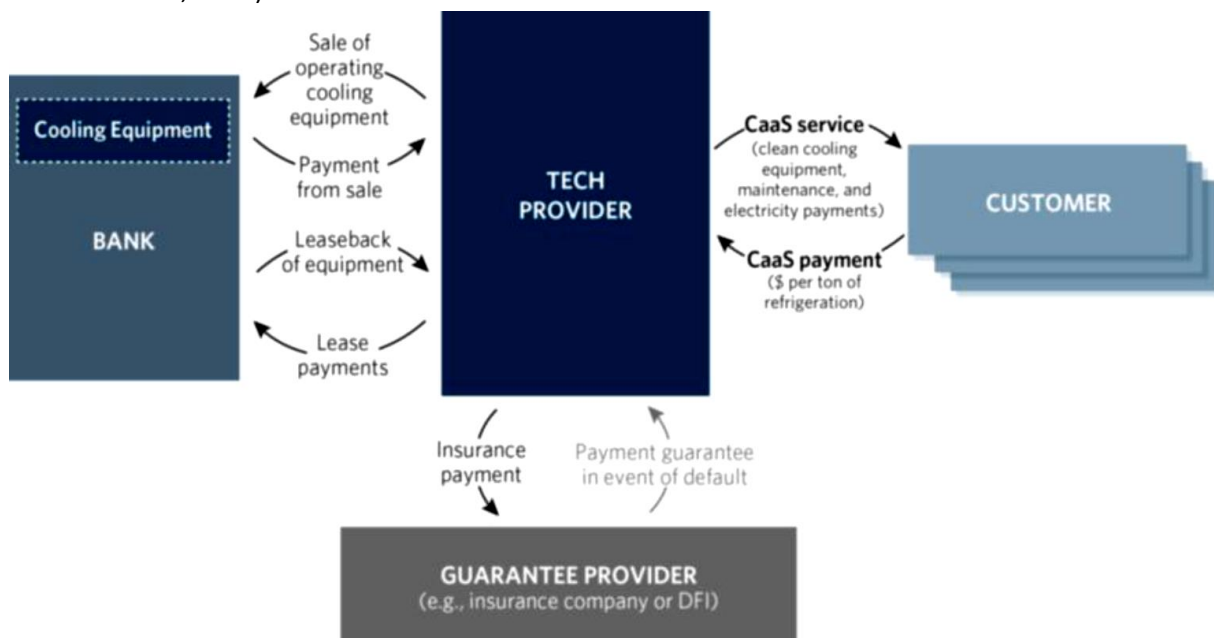 Sale of
operating
cooling
equipment
Cooling Equipment
Payment
from sale
BANK
Leaseback
of equipment
Lease
payments
TECH
PROVIDER
CaaS service
(clean cooling
equipment,
maintenance, and
electricity payments)
CaaS payment
($ per ton of
refrigeration)
CUSTOMER
Insurance
payment
Payment guarantee
in event of default
GUARANTEE PROVIDER
(e.g., insurance company or DFI)